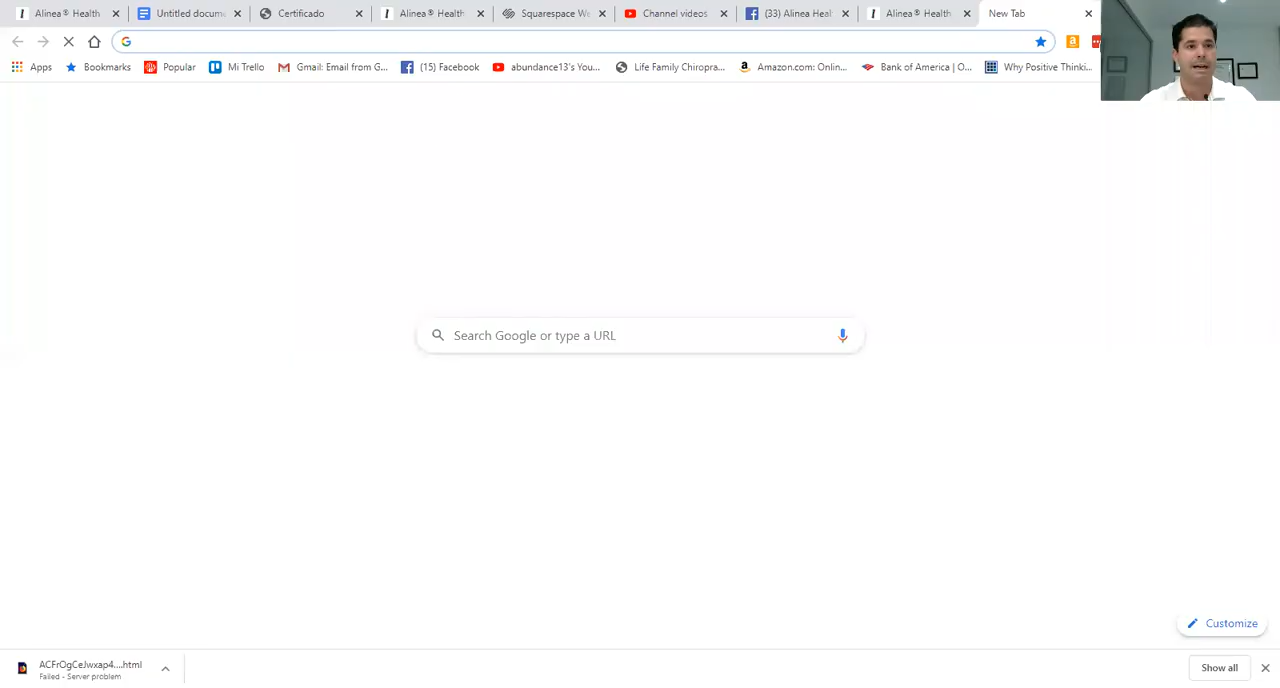 Alinea® Health
Untitled docum
Certificado
Alinea® Health
Squarespace We
Channel videos
(33) Alinea Heal
Alinea® Health
New Tab
Apps
Bookmarks
Popular
Mi Trello
Gmail: Email from G...
(15) Facebook
abundance13's You...
Life Family Chiropra...
Amazon.com: Onlin...
Bank of America | O...
Why Positive Thinki...
Search Google or type a URL
Customize
ACFrOgCeJwxap4....html
Failed - Server problem
Show all